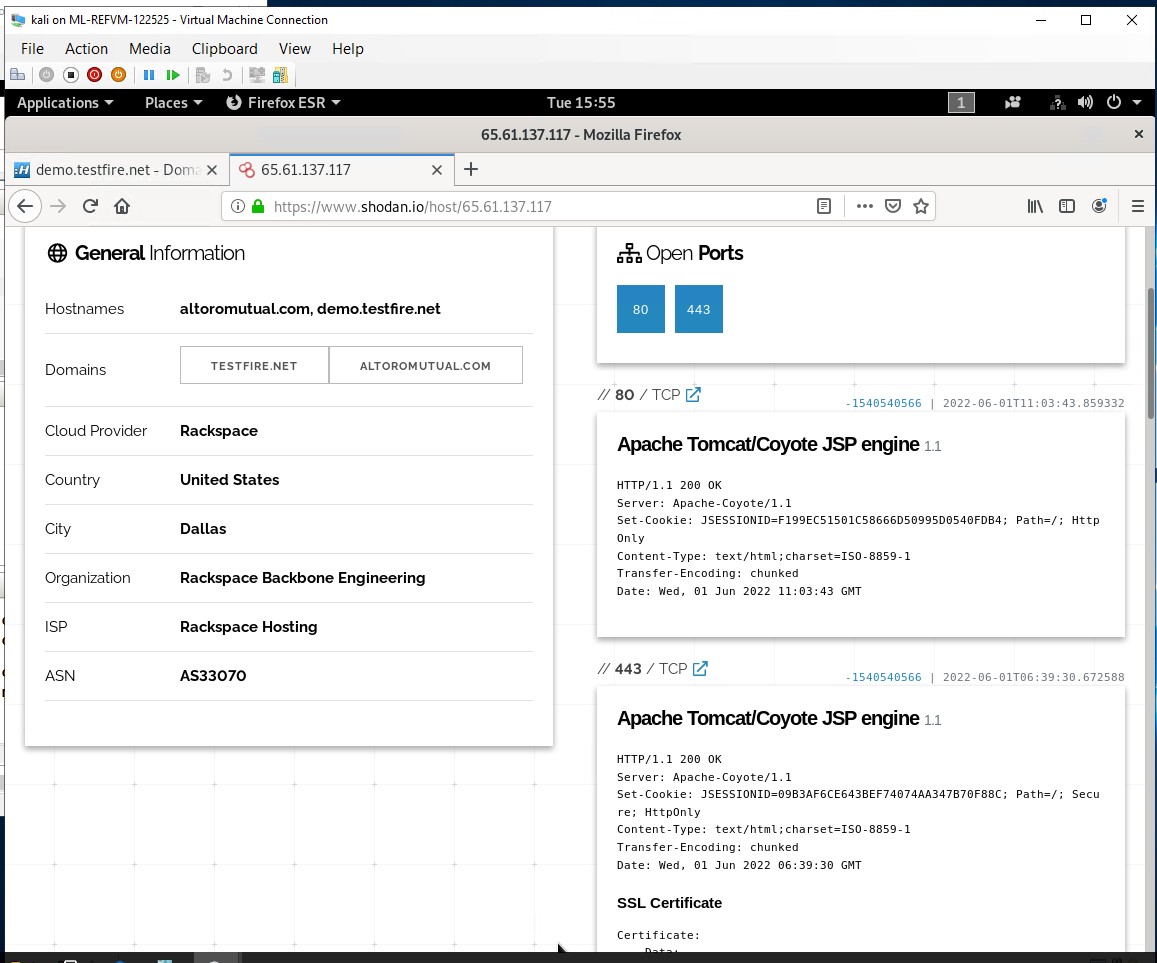 kali on ML-REFVM-122525 - Virtual Machine Connection
File Action Media Clipboard View Help
Applications Places Firefox ESR Tue 15:55 1
65.61.137.117 - Mozilla Firefox
demo.testfire.net - Doma 65.61.137.117
https://www.shodan.io/host/65.61.137.117
General Information
Hostnames altoromutual.com, demo.testfire.net
Domains TESTFIRE.NET ALTOROMUTUAL.COM
Cloud Provider Rackspace
Country United States
City Dallas
Organization Rackspace Backbone Engineering
ISP Rackspace Hosting
ASN AS33070
Open Ports
80 443
// 80 / TCP
-1540540566 | 2022-06-01T11:03:43.859332
Apache Tomcat/Coyote JSP engine 1.1
HTTP/1.1 200 OK
Server: Apache-Coyote/1.1
Set-Cookie: JSESSIONID=F199EC51501C58666D50995D0540FDB4; Path=/; Http
Only
Content-Type: text/html;charset=ISO-8859-1
Transfer-Encoding: chunked
Date: Wed, 01 Jun 2022 11:03:43 GMT
// 443 / TCP
-1540540566 | 2022-06-01T06:39:30.672588
Apache Tomcat/Coyote JSP engine 1.1
HTTP/1.1 200 OK
Server: Apache-Coyote/1.1
Set-Cookie: JSESSIONID=09B3AF6CE643BEF74074AA347B70F88C; Path=/; Secu
re; HttpOnly
Content-Type: text/html;charset=ISO-8859-1
Transfer-Encoding: chunked
Date: Wed, 01 Jun 2022 06:39:30 GMT
SSL Certificate
Certificate:
Data: